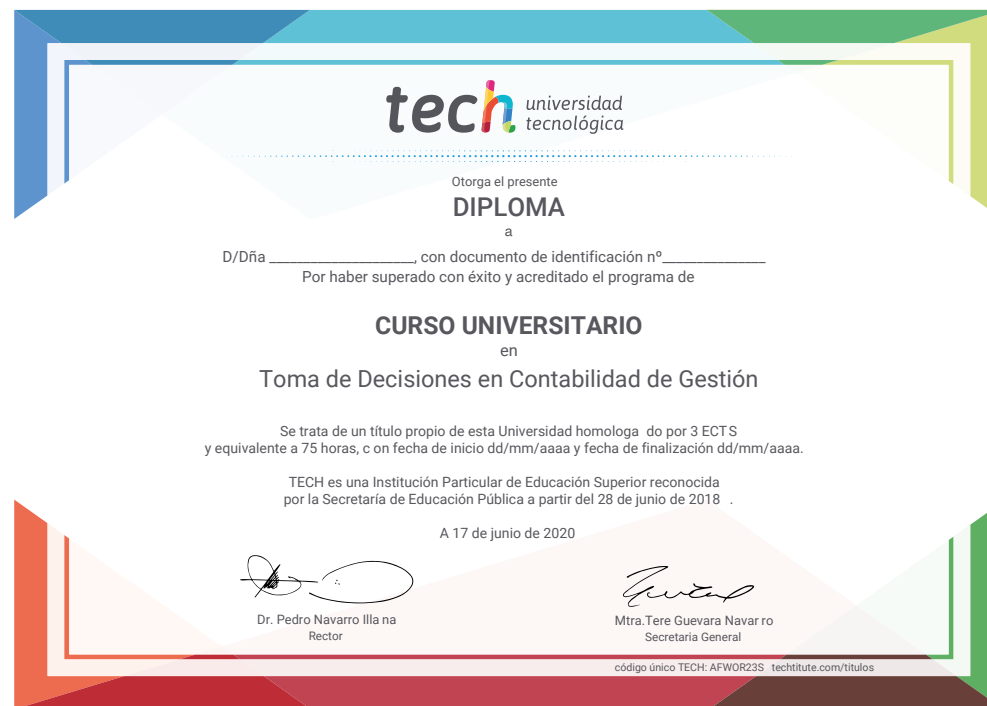 tech universidad
tecnológica
Otorga el presente
DIPLOMA
a
D/Dña ______________________, con documento de identificación nº________________
Por haber superado con éxito y acreditado el programa de
CURSO UNIVERSITARIO
en
Toma de Decisiones en Contabilidad de Gestión
Se trata de un título propio de esta Universidad homologa do por 3 ECTS
y equivalente a 75 horas, c on fecha de inicio dd/mm/aaaa y fecha de finalización dd/mm/aaaa.
TECH es una Institución Particular de Educación Superior reconocida
por la Secretaría de Educación Pública a partir del 28 de junio de 2018 .
A 17 de junio de 2020
Dr. Pedro Navarro Illa na
Rector
Mtra.Tere Guevara Navar ro
Secretaria General
código único TECH: AFWOR23S techtitute.com/titulos